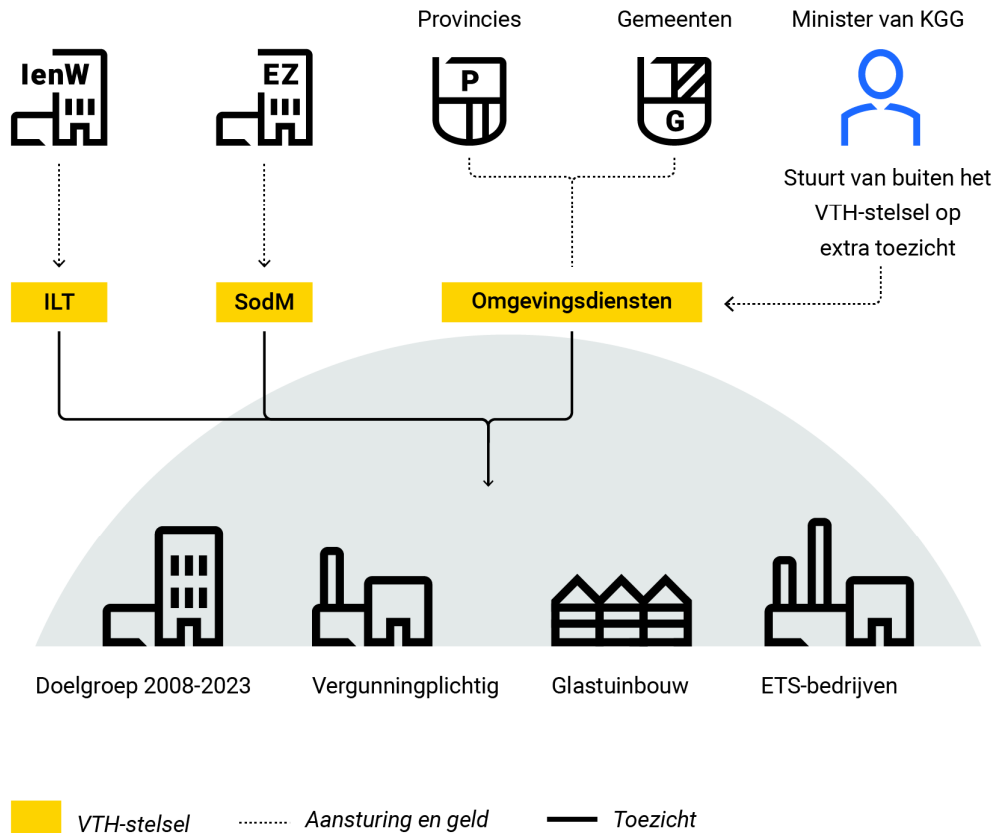 Provincies
Gemeenten
Minister van KGG
IenW
EZ
P
G
Stuurt van buiten het
VTH-stelsel op
extra toezicht
ILT
SodM
Omgevingsdiensten
Doelgroep 2008-2023
Vergunningplichtig
Glastuinbouw
ETS-bedrijven
VTH-stelsel
Aansturing en geld
Toezicht